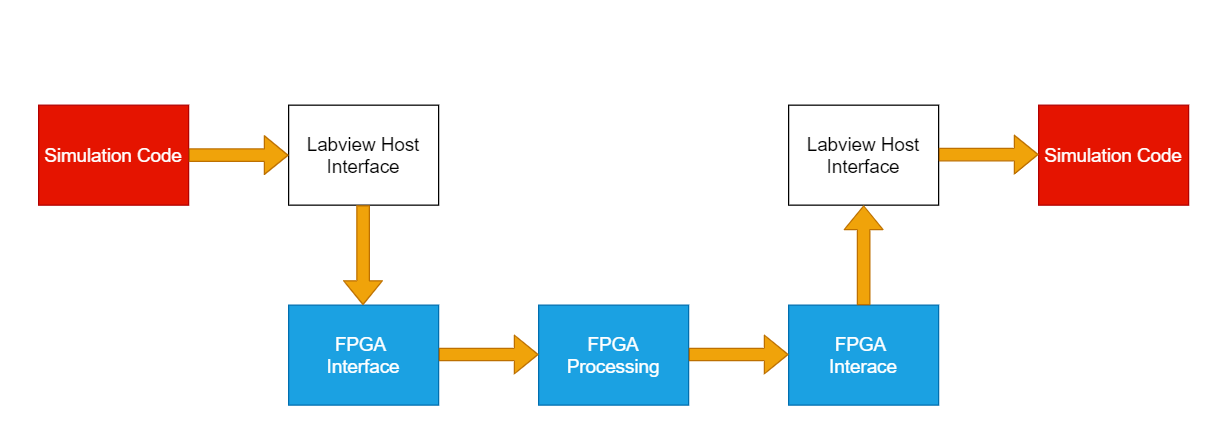 Simulation Code
Labview Host
Interface
Labview Host
Interface
Simulation Code
FPGA
Interface
FPGA
Processing
FPGA
Interace